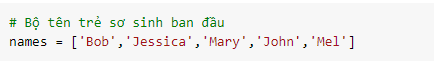 # Bộ tên trẻ sơ sinh ban đầu
names = ['Bob','Jessica','Mary','John','Mel']